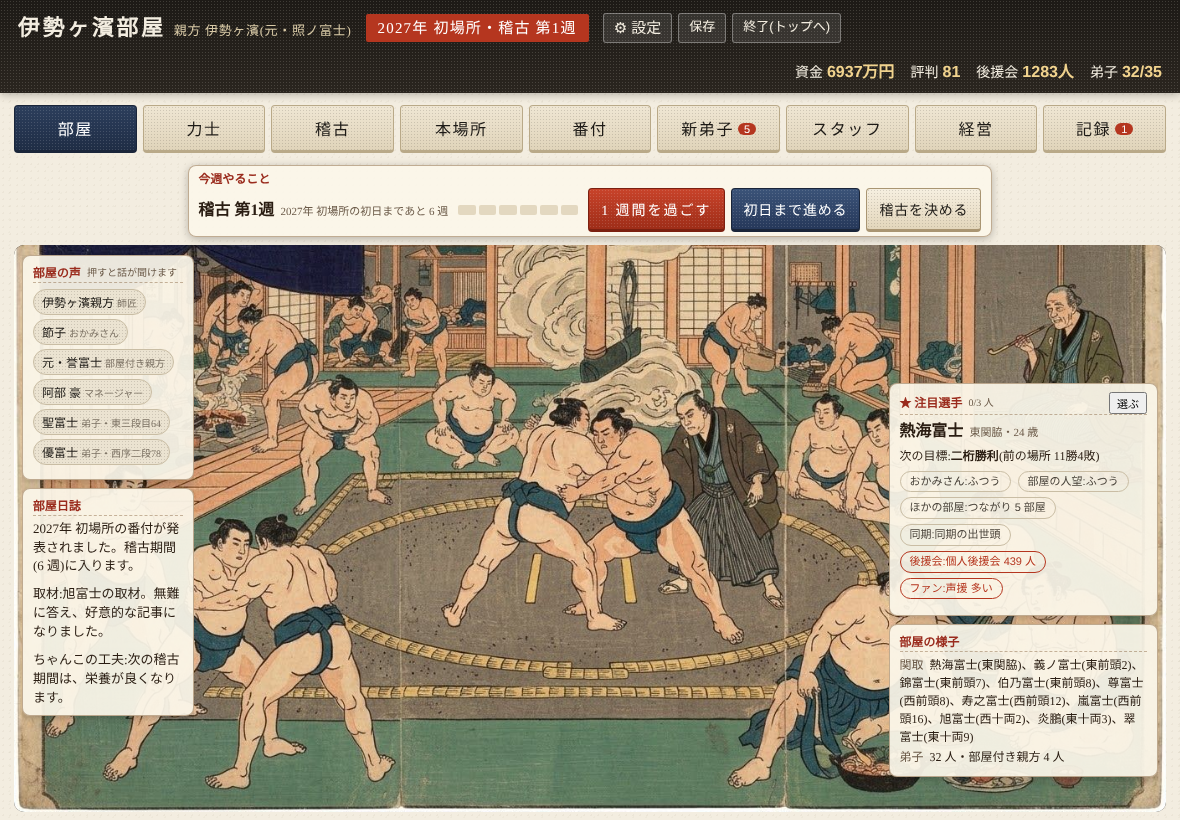 伊勢ヶ濱部屋 親方 伊勢ヶ濱(元・照ノ富士) 2027年 初場所・稽古 第1週 ⚙ 設定 保存 終了(トップへ)
資金 6937万円 評判 81 後援会 1283人 弟子 32/35
部屋 力士 稽古 本場所 番付 新弟子 5 スタッフ 経営 記録 1
今週やること
稽古 第1週 2027年 初場所の初日まであと 6 週 1 週間を過ごす 初日まで進める 稽古を決める
部屋の声 押すと話が聞けます
伊勢ヶ濱親方 師匠
節子 おかみさん
元・誉富士 部屋付き親方
阿部 豪 マネージャー
聖富士 弟子・東三段目64
優富士 弟子・西序二段78
部屋日誌
2027年 初場所の番付が発
表されました。稽古期間
(6 週)に入ります。
取材:旭富士の取材。無難
に答え、好意的な記事に
なりました。
ちゃんこの工夫:次の稽古
期間は、栄養が良くなり
ます。
★ 注目選手 0/3 人 選ぶ
熱海富士 東関脇・24 歳
次の目標:二桁勝利(前の場所 11勝4敗)
おかみさん:ふつう 部屋の人望:ふつう
ほかの部屋:つながり 5 部屋
同期:同期の出世頭
後援会:個人後援会 439 人
ファン:声援 多い
部屋の様子
関取 熱海富士(東関脇)、義ノ富士(東前頭2)、
錦富士(東前頭7)、伯乃富士(東前頭8)、尊富士
(西前頭8)、寿之富士(西前頭12)、嵐富士(西前
頭16)、旭富士(西十両2)、炎鵬(東十両3)、翠
富士(東十両9)
弟子 32 人・部屋付き親方 4 人